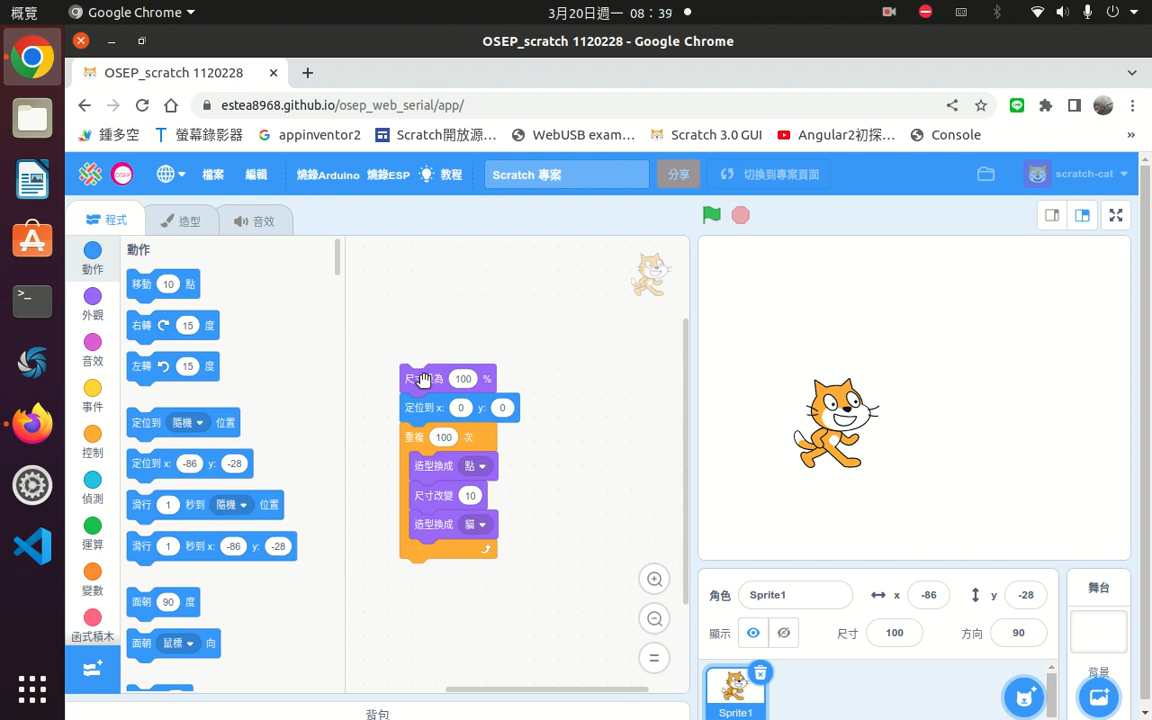 概覽
Google Chrome
3月20日週一 08：39
OSEP_scratch 1120228 - Google Chrome
OSEP_scratch 1120228
estea8968.github.io/osep_web_serial/app/
鍾多空
螢幕錄影器
appinventor2
Scratch開放源...
WebUSB exam...
Scratch 3.0 GUI
Angular2初探...
Console
»
OSEP
檔案
編輯
燒錄Arduino
燒錄ESP
教程
Scratch 專案
分享
切換到專案頁面
scratch-cat
程式
造型
音效
動作
外觀
音效
事件
控制
偵測
運算
變數
函式積木
動作
移動 10 點
右轉 15 度
左轉 15 度
定位到 隨機 位置
定位到 x: -86 y: -28
滑行 1 秒到 隨機 位置
滑行 1 秒到 x: -86 y: -28
面朝 90 度
面朝 鼠標 向
尺寸 為 100 %
定位到 x: 0 y: 0
重複 100 次
造型換成 點
尺寸改變 10
造型換成 貓
背包
角色 Sprite1 x -86 y -28
顯示 尺寸 100 方向 90
Sprite1
舞台
背景